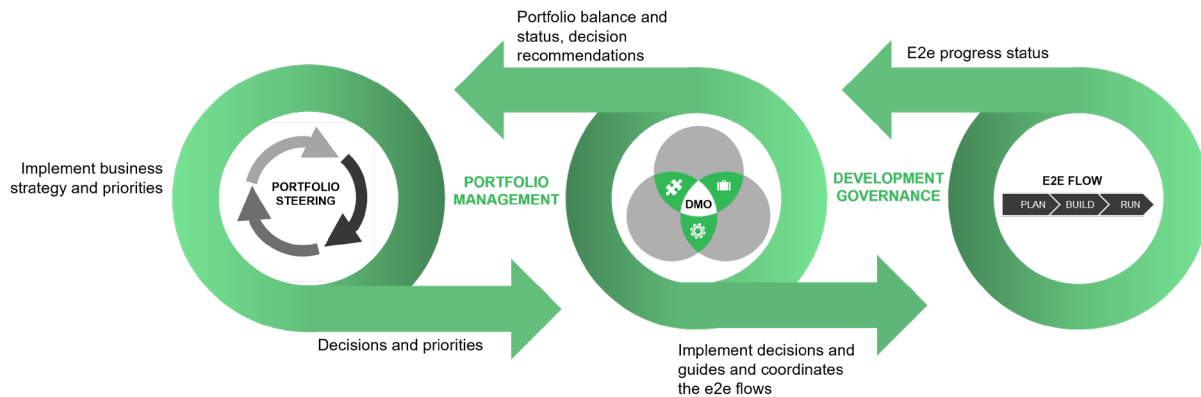 Portfolio balance and
status, decision
recommendations
E2e progress status
Implement business
strategy and priorities
PORTFOLIO
STEERING
PORTFOLIO
MANAGEMENT
DMO
DEVELOPMENT
GOVERNANCE
E2E FLOW
PLAN BUILD RUN
Decisions and priorities
Implement decisions and
guides and coordinates
the e2e flows